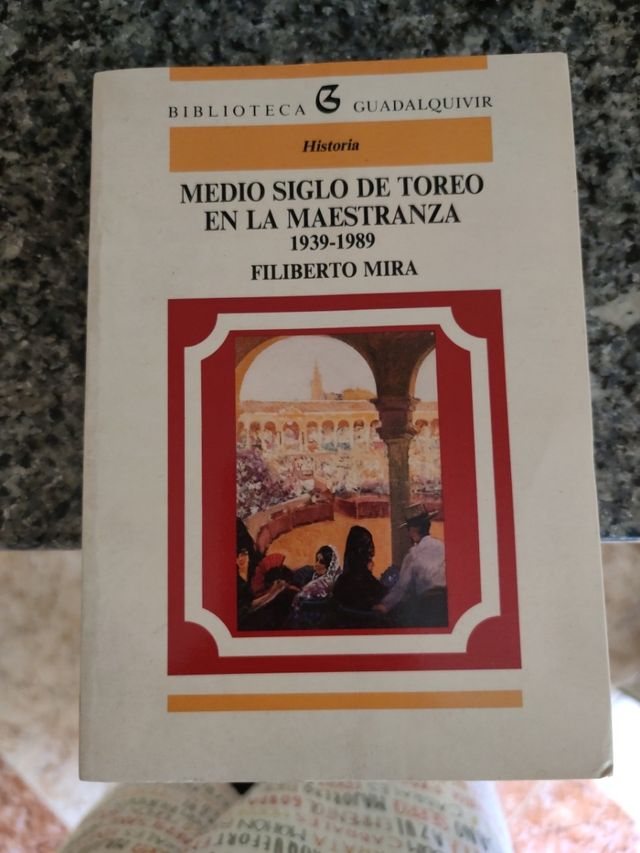 BIBLIOTECA G GUADALQUIVIR
Historia
MEDIO SIGLO DE TOREO
EN LA MAESTRANZA
1939-1989
FILIBERTO MIRA